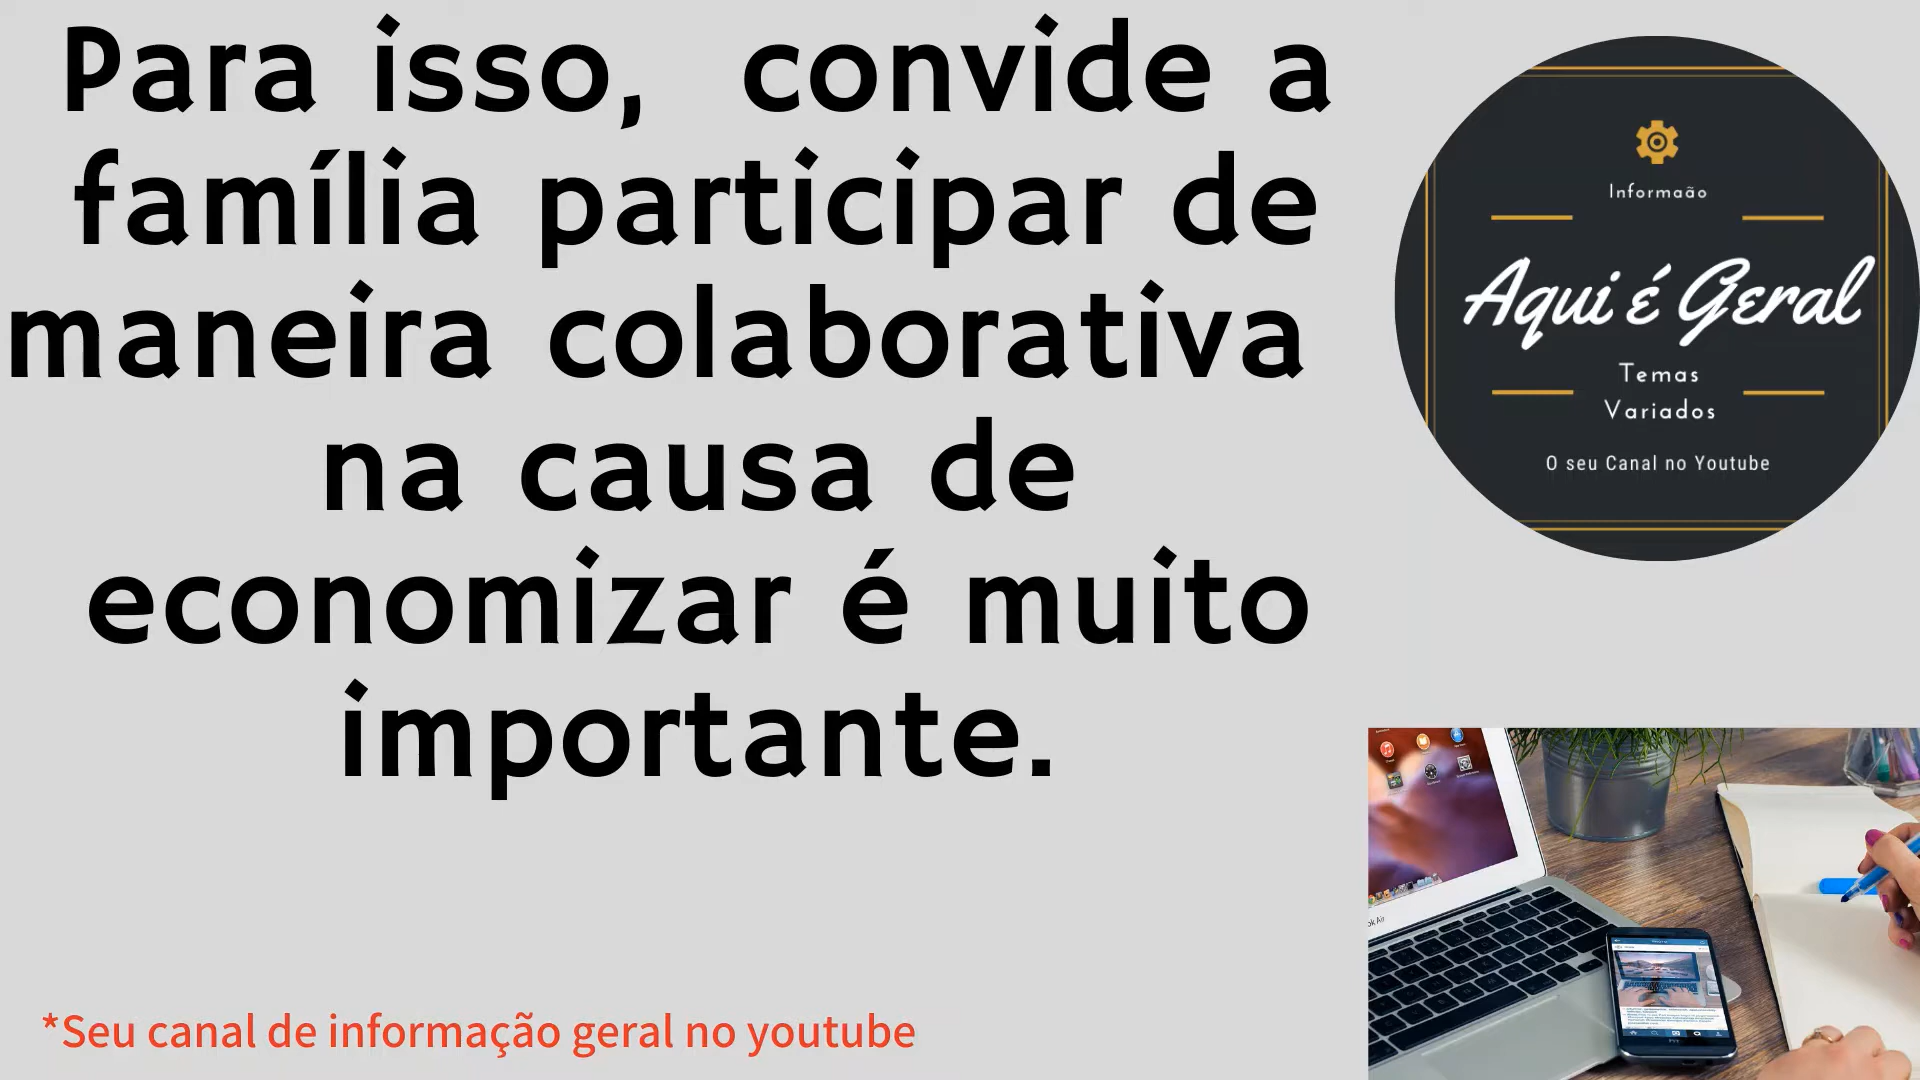 Para isso, convide a
família participar de
maneira colaborativa
na causa de
economizar é muito
importante.
Informaão
Aqui é Geral
Temas
Variados
O seu Canal no Youtube
*Seu canal de informação geral no youtube